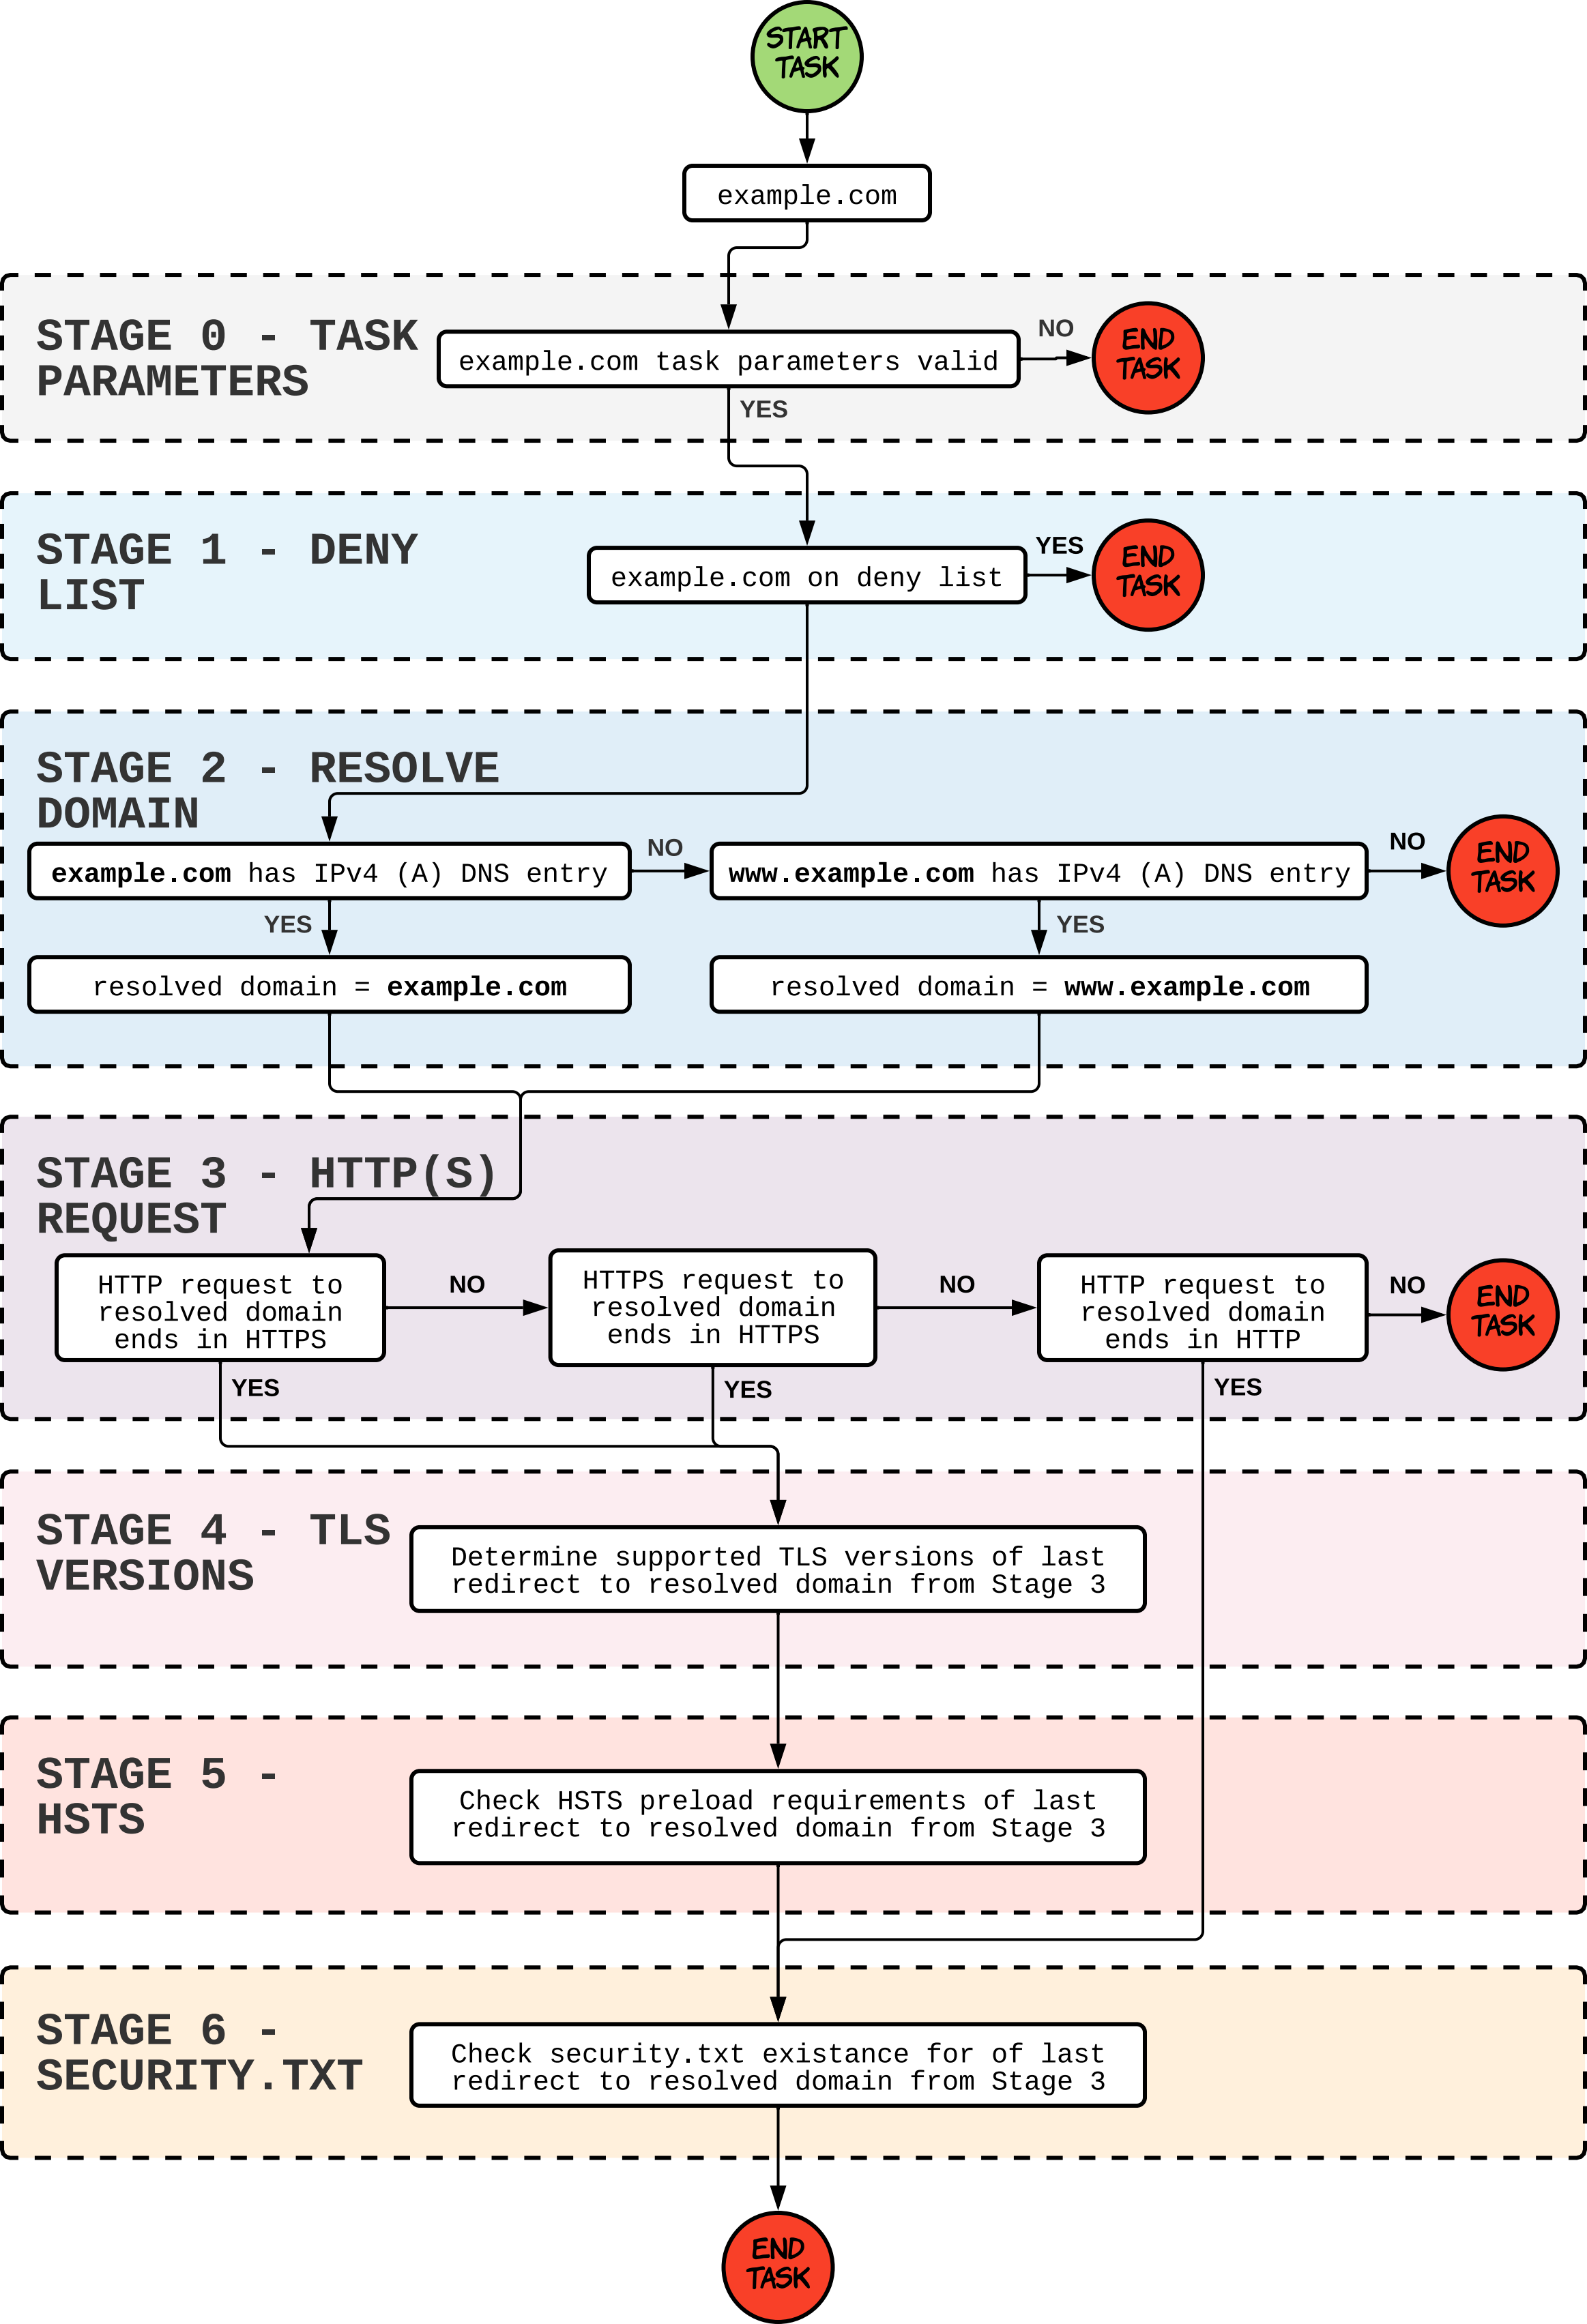 START
TASK
example.com
STAGE 0 - TASK
PARAMETERS
example.com task parameters valid
NO
END
TASK
YES
STAGE 1 - DENY
LIST
example.com on deny list
YES
END
TASK
STAGE 2 - RESOLVE
DOMAIN
example.com has IPv4 (A) DNS entry
NO
www.example.com has IPv4 (A) DNS entry
NO
END
TASK
YES
YES
resolved domain = example.com
resolved domain = www.example.com
STAGE 3 - HTTP(S)
REQUEST
HTTP request to
resolved domain
ends in HTTPS
NO
HTTPS request to
resolved domain
ends in HTTPS
NO
HTTP request to
resolved domain
ends in HTTP
NO
END
TASK
YES
YES
YES
STAGE 4 - TLS
VERSIONS
Determine supported TLS versions of last
redirect to resolved domain from Stage 3
STAGE 5 -
HSTS
Check HSTS preload requirements of last
redirect to resolved domain from Stage 3
STAGE 6 -
SECURITY.TXT
Check security.txt existance for of last
redirect to resolved domain from Stage 3
END
TASK